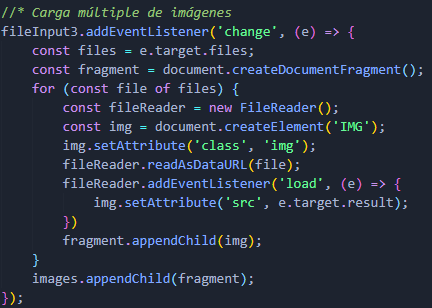 //* Carga múltiple de imágenes
fileInput3.addEventListener('change', (e) => {
    const files = e.target.files;
    const fragment = document.createDocumentFragment();
    for (const file of files) {
        const fileReader = new FileReader();
        const img = document.createElement('IMG');
        img.setAttribute('class', 'img');
        fileReader.readAsDataURL(file);
        fileReader.addEventListener('load', (e) => {
            img.setAttribute('src', e.target.result);
        })
        fragment.appendChild(img);
    }
    images.appendChild(fragment);
});